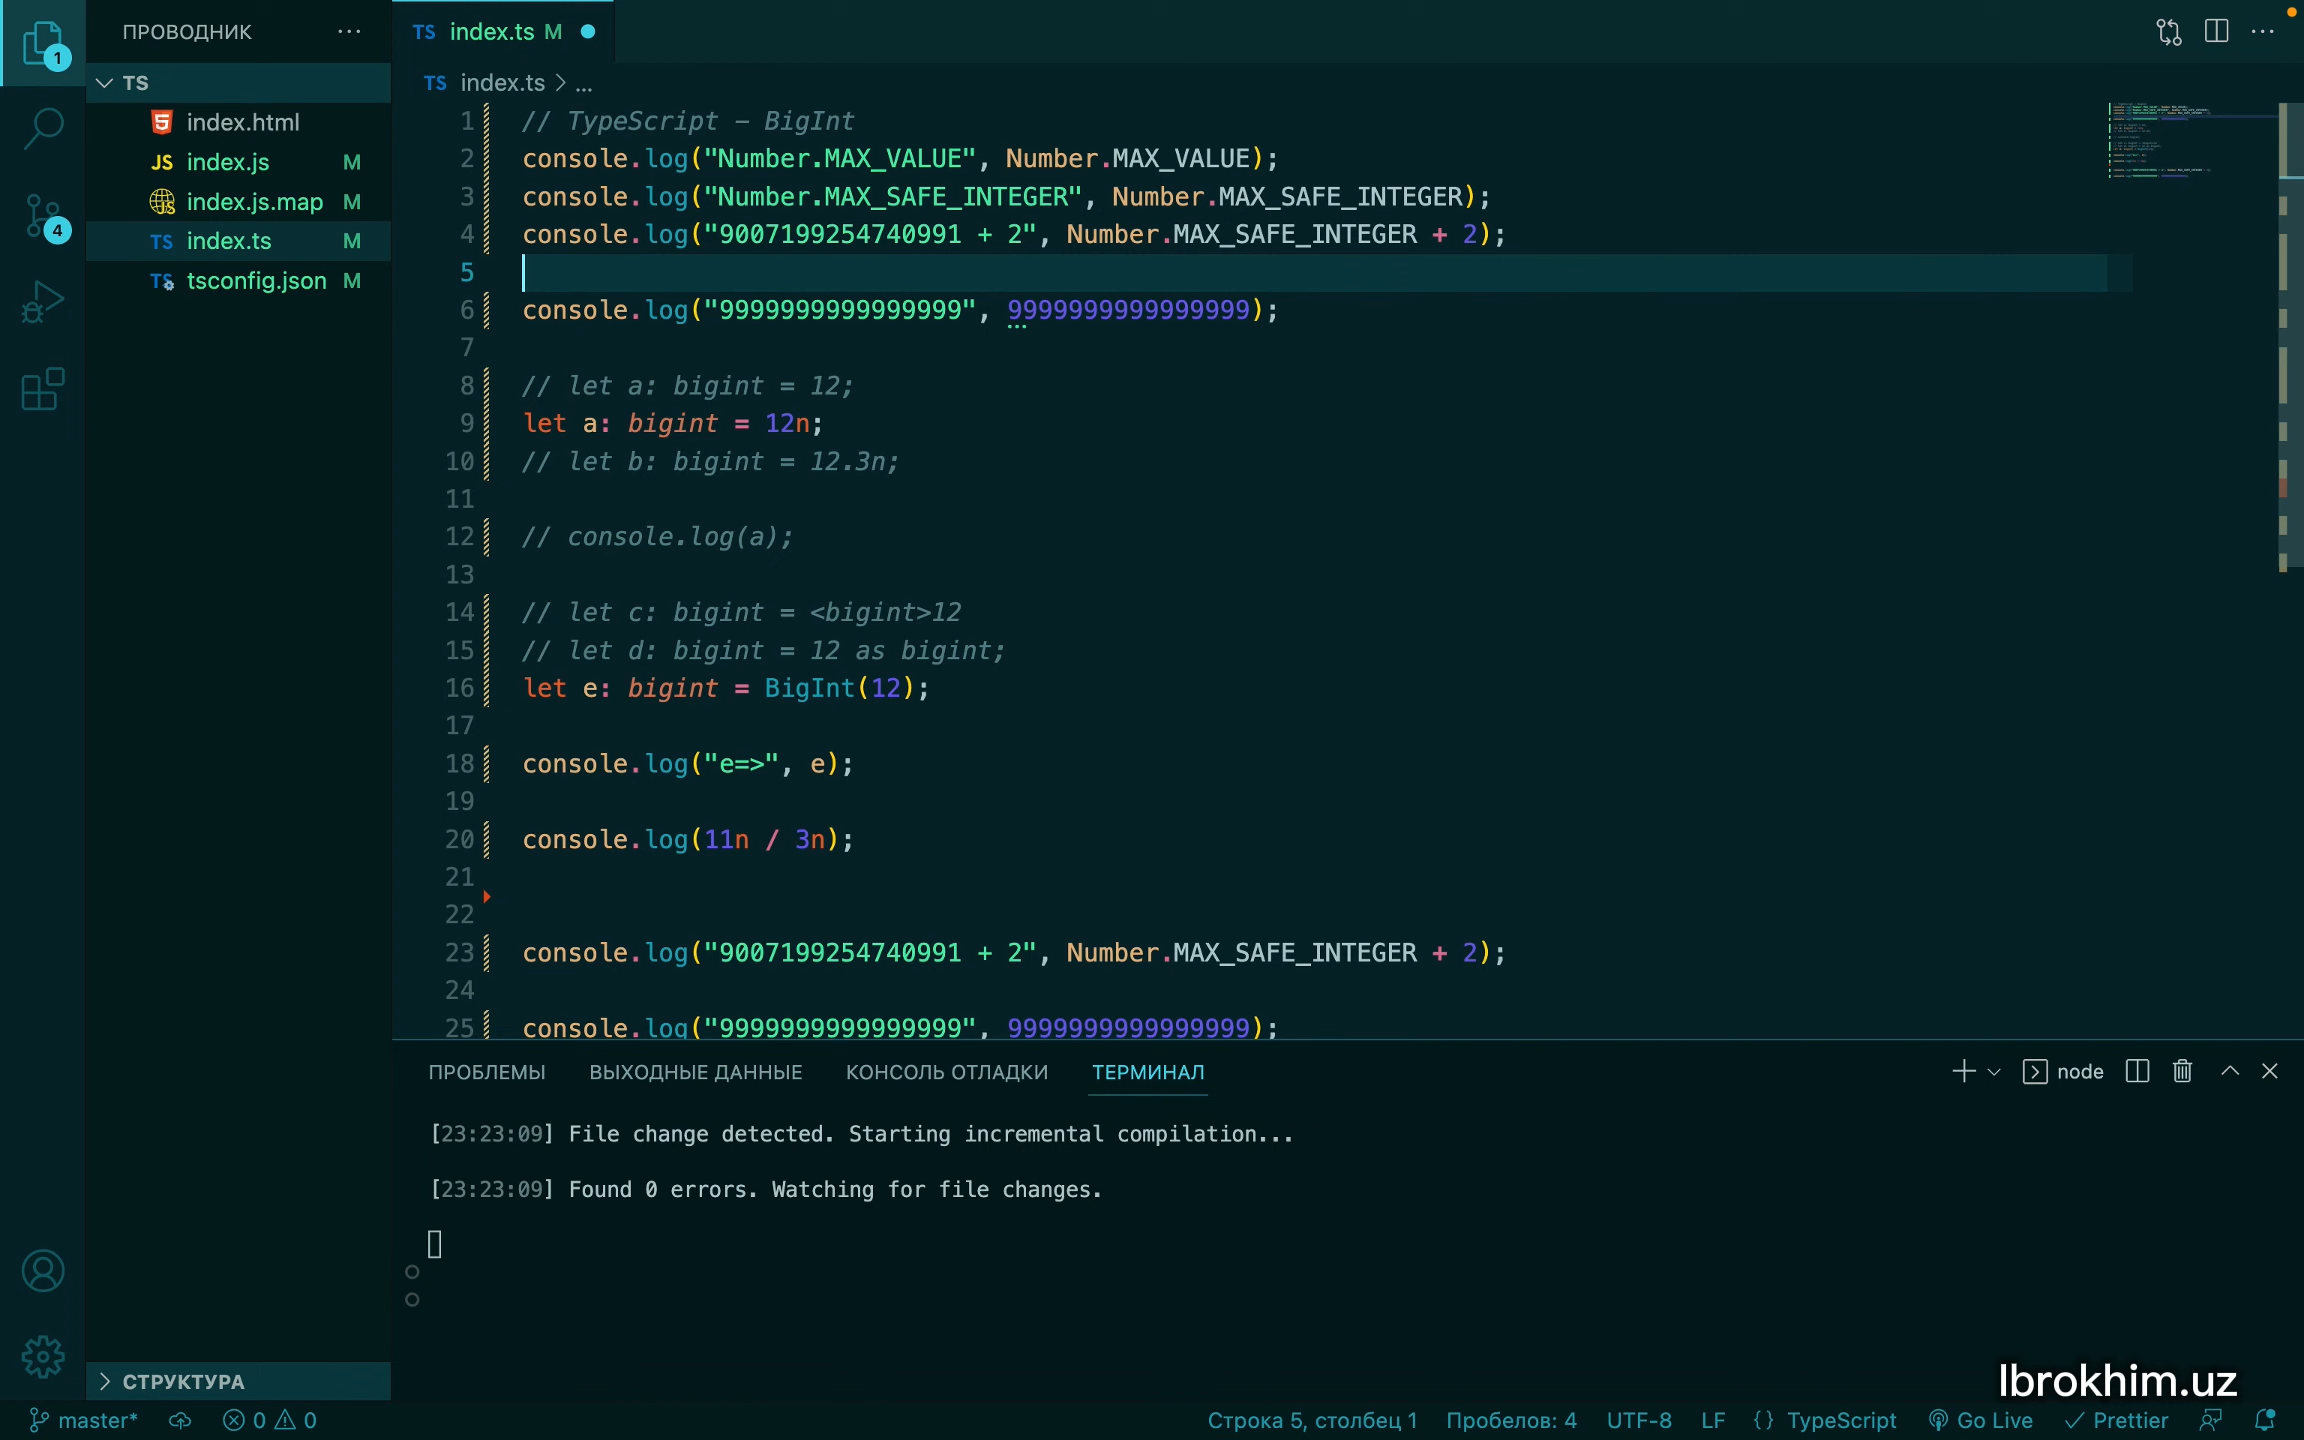 ПРОВОДНИК
TS index.ts M
1
TS
TS index.ts > ...
index.html
JS index.js M
index.js.map M
4
TS index.ts M
TS tsconfig.json M
1 // TypeScript - BigInt
2 console.log("Number.MAX_VALUE", Number.MAX_VALUE);
3 console.log("Number.MAX_SAFE_INTEGER", Number.MAX_SAFE_INTEGER);
4 console.log("9007199254740991 + 2", Number.MAX_SAFE_INTEGER + 2);
5
6 console.log("9999999999999999", 9999999999999999);
7
8 // let a: bigint = 12;
9 let a: bigint = 12n;
10 // let b: bigint = 12.3n;
11
12 // console.log(a);
13
14 // let c: bigint = <bigint>12
15 // let d: bigint = 12 as bigint;
16 let e: bigint = BigInt(12);
17
18 console.log("e=>", e);
19
20 console.log(11n / 3n);
21
22
23 console.log("9007199254740991 + 2", Number.MAX_SAFE_INTEGER + 2);
24
25 console.log("9999999999999999", 9999999999999999);
ПРОБЛЕМЫ ВЫХОДНЫЕ ДАННЫЕ КОНСОЛЬ ОТЛАДКИ ТЕРМИНАЛ
node
[23:23:09] File change detected. Starting incremental compilation...
[23:23:09] Found 0 errors. Watching for file changes.
СТРУКТУРА
Ibrokhim.uz
master* 0 0 Строка 5, столбец 1 Пробелов: 4 UTF-8 LF {} TypeScript Go Live Prettier